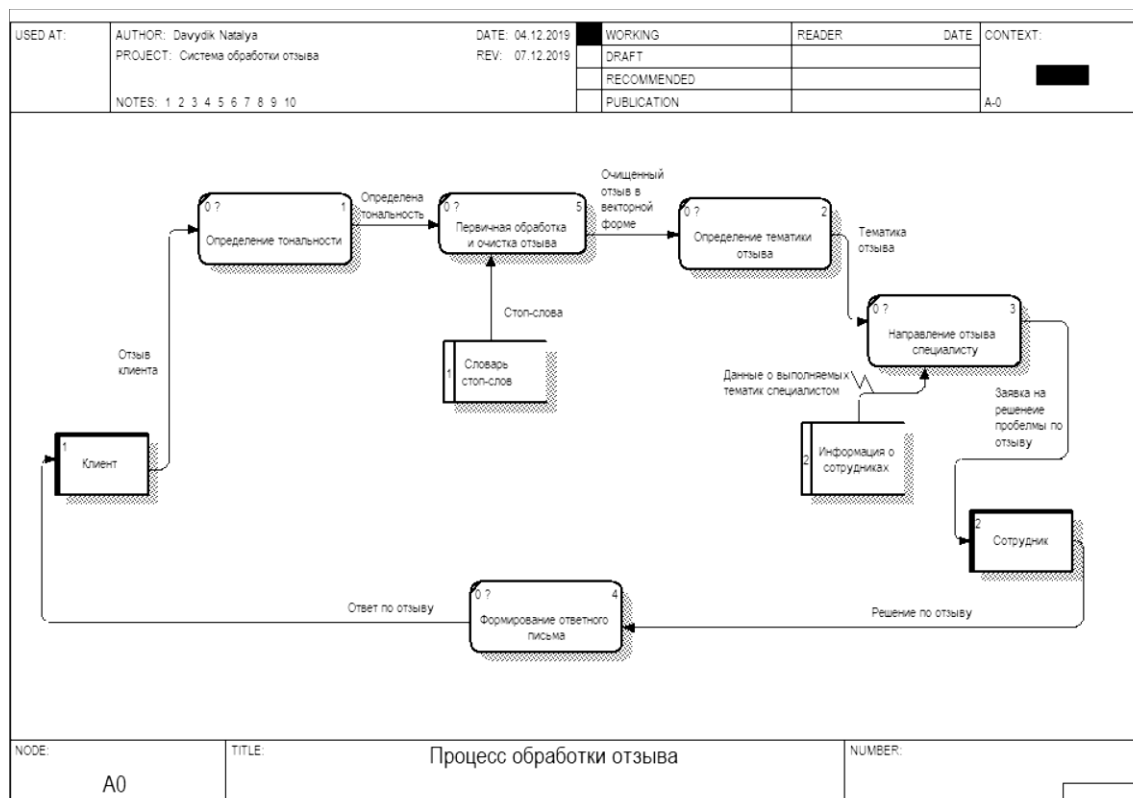 USED AT:
AUTHOR: Davydik Natalya
DATE: 04.12.2019
PROJECT: Система обработки отзыва
REV: 07.12.2019
NOTES: 1 2 3 4 5 6 7 8 9 10
WORKING
DRAFT
RECOMMENDED
PUBLICATION
READER
DATE
CONTEXT:
A-0
0 ?
1
Определение тональности
Определена
тональность
0 ?
5
Первичная обработка
и очистка отзыва
Очищенный
отзыв в
векторной
форме
0 ?
2
Определение тематики
отзыва
Тематика
отзыва
0 ?
3
Направление отзыва
специалисту
Стоп-слова
1
Словарь
стоп-слов
Отзыв
клиента
Данные о выполняемых
тематик специалистом
Заявка на
решенеие
пробелмы по
отзыву
2
Информация о
сотрудниках
1
Клиент
2
Сотрудник
0 ?
4
Формирование ответного
письма
Ответ по отзыву
Решение по отзыву
NODE:
A0
TITLE:
Процесс обработки отзыва
NUMBER: